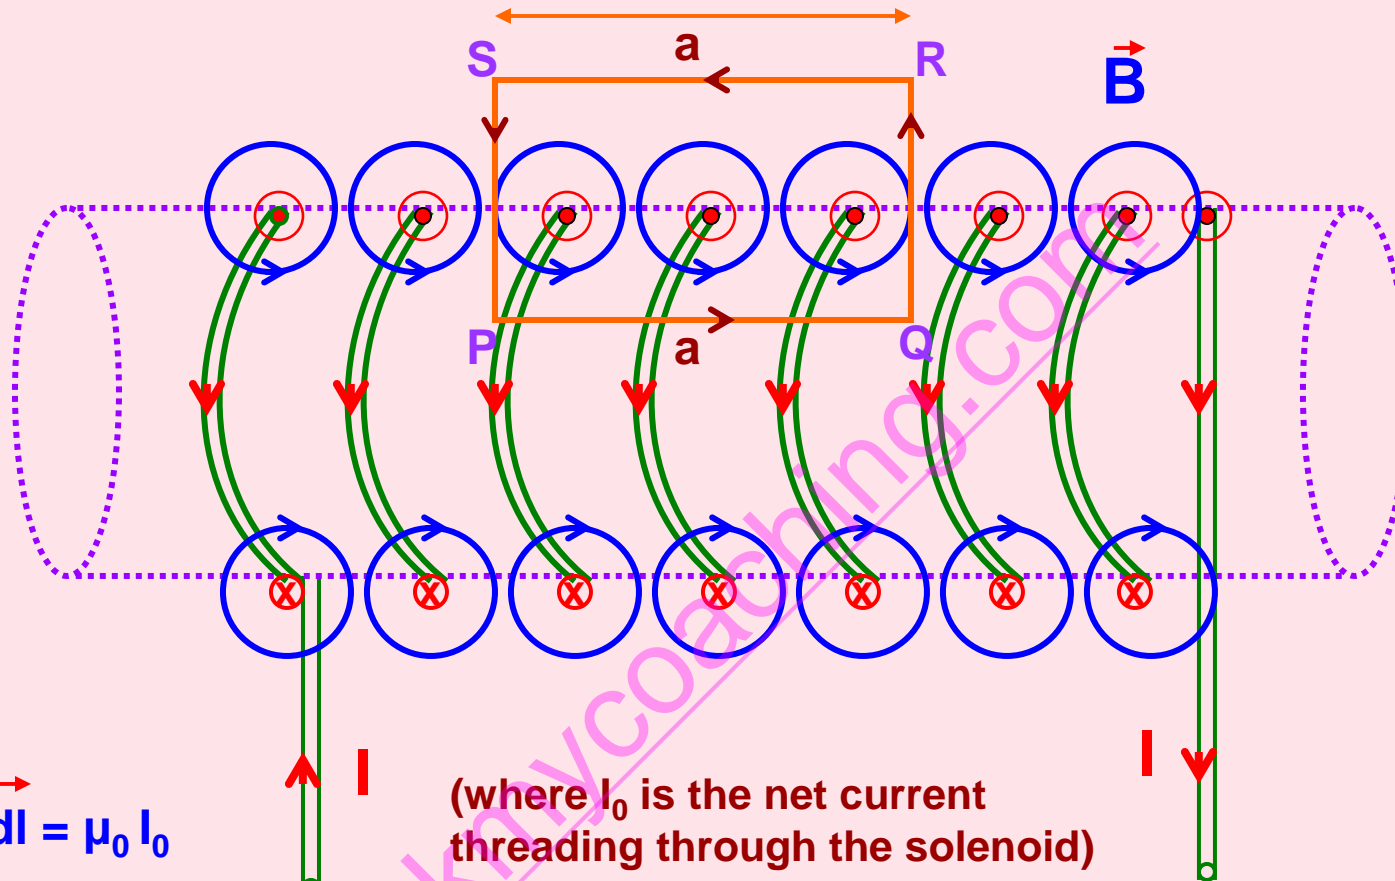 a
S
R
B
P
a
Q
X X X X X X X
I
I
dl = μ₀ I₀
(where I₀ is the net current
threading through the solenoid)
kmycoaching.com